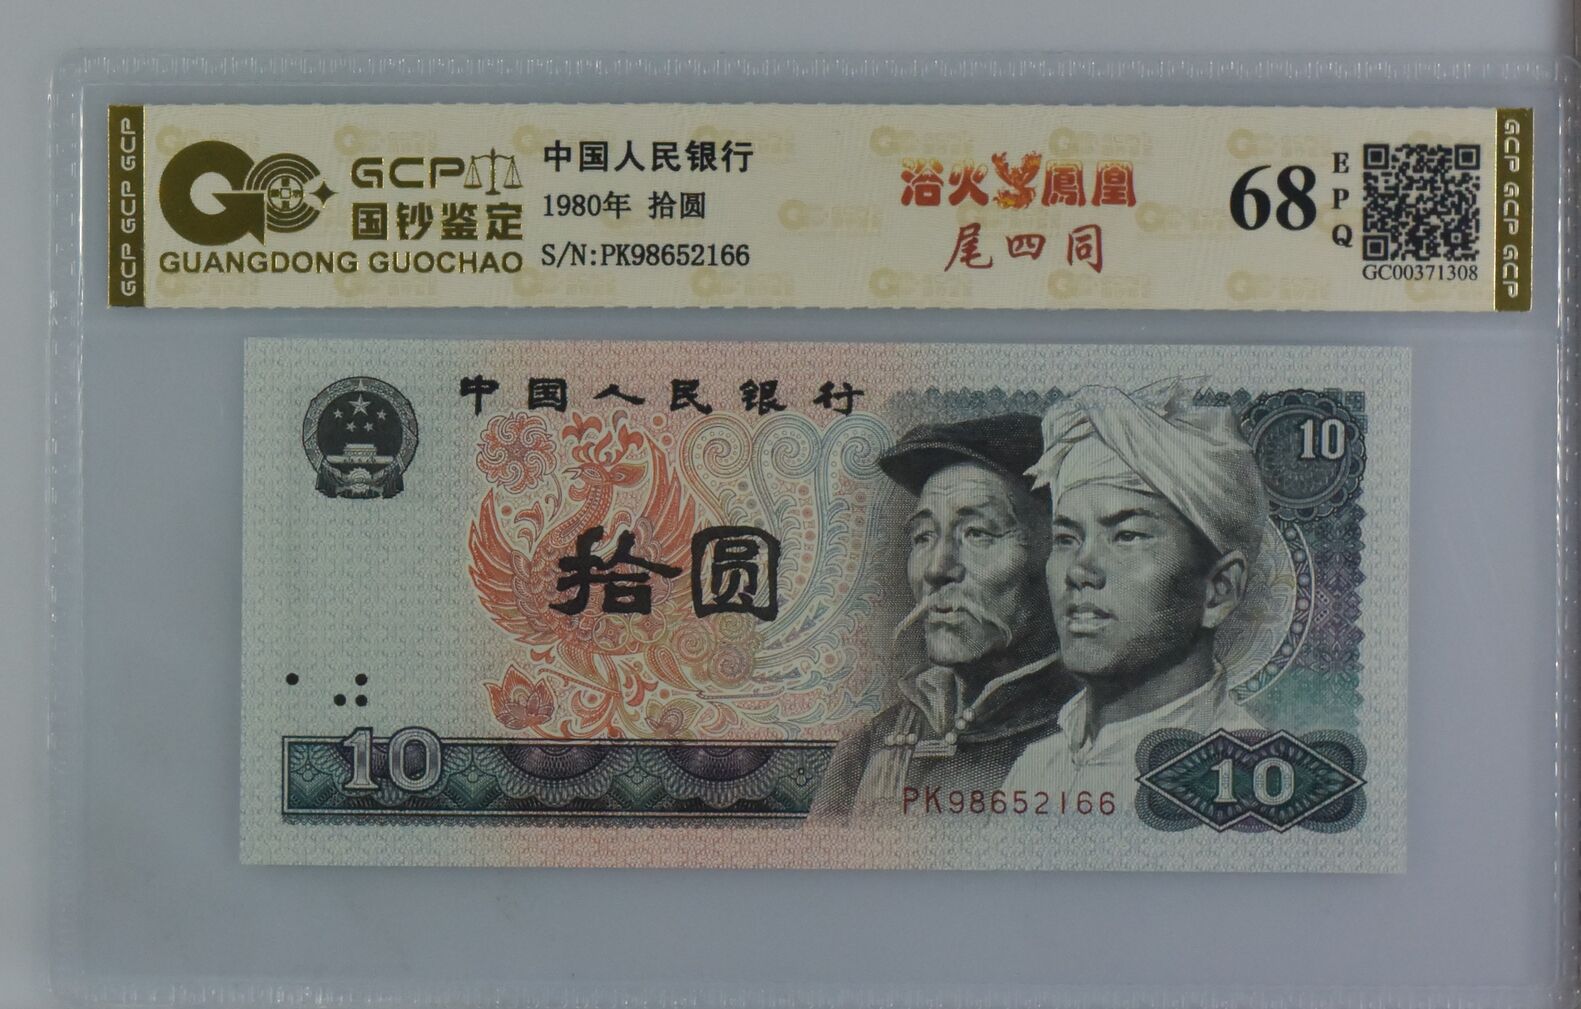 GCP GCP GCP
GCP
国钞鉴定
GUANGDONG GUOCHAO
中国人民银行
1980年 拾圆
S/N:PK98652166
浴火鳳凰
尾四同
68
EPQ
GC00371308
GCP GCP GCP
中国人民银行
10
拾圆
10
PK98652166
10